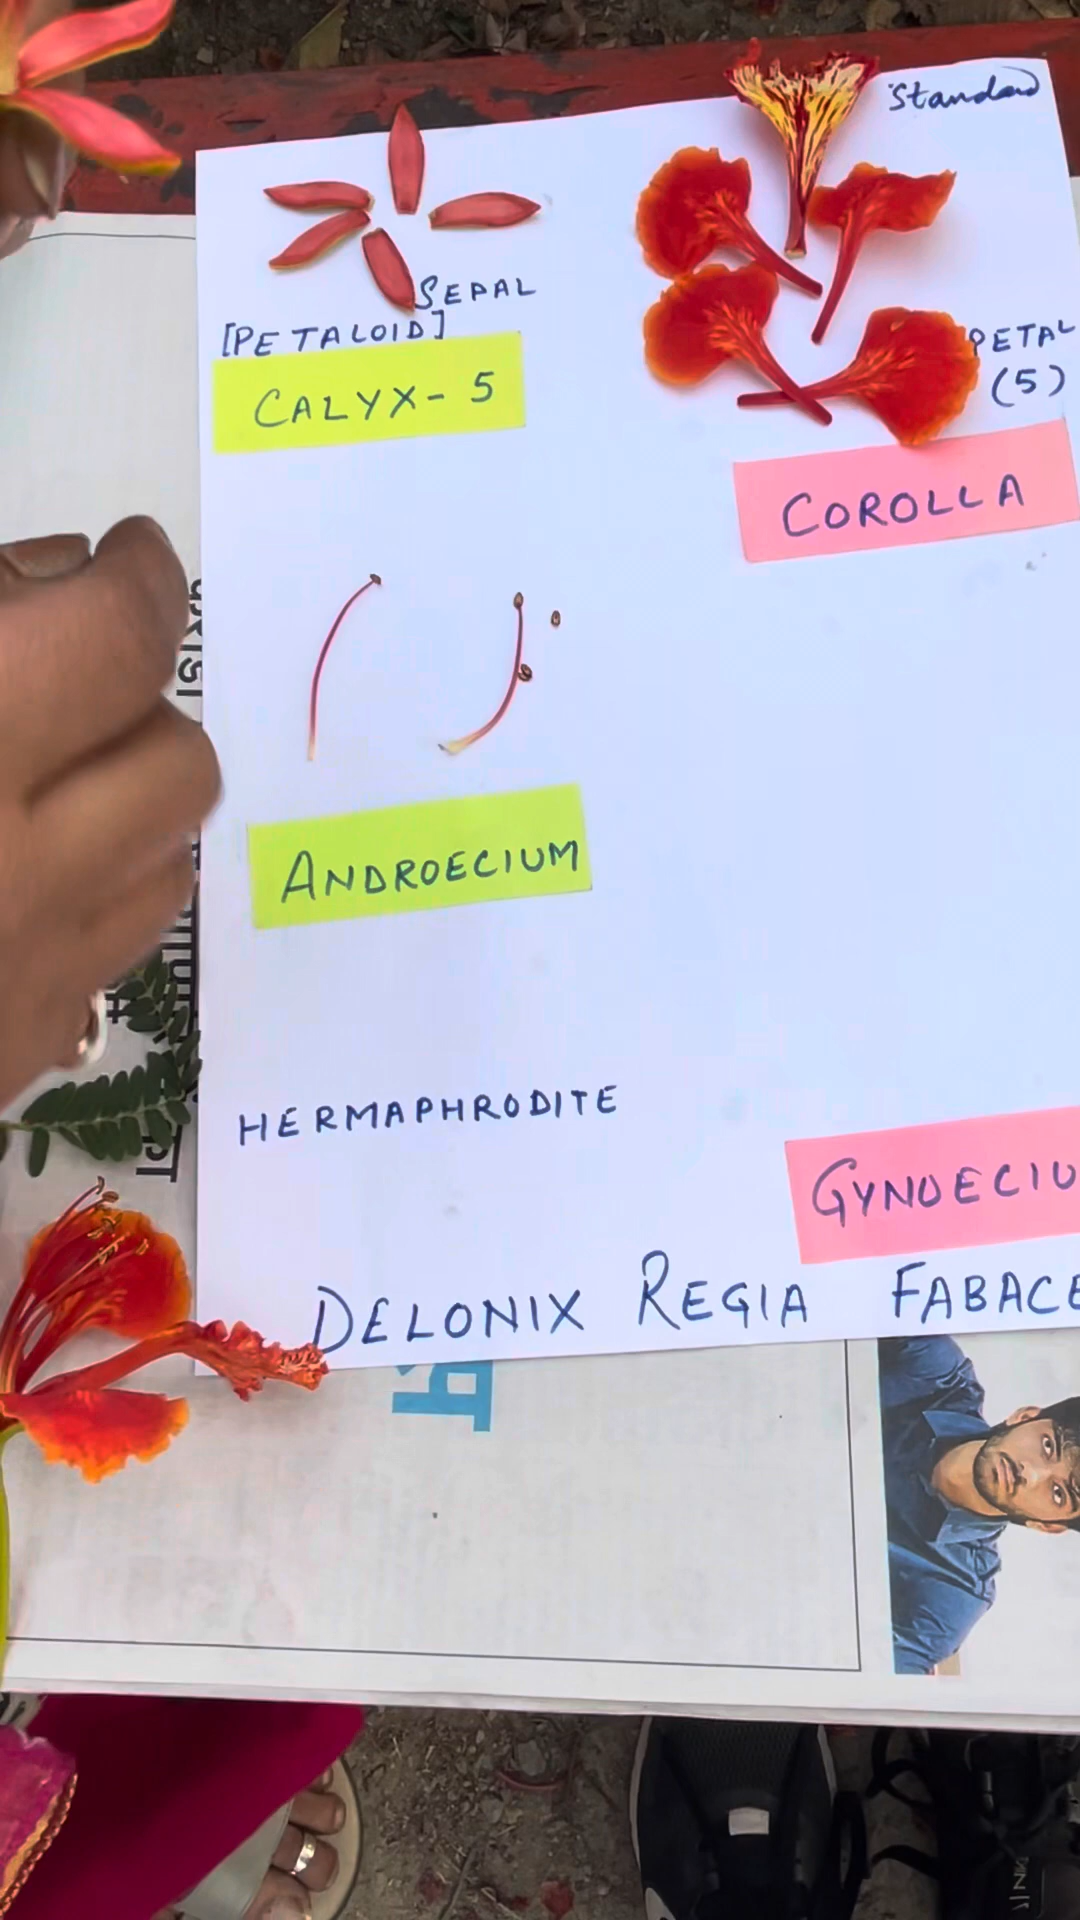 Standard
SEPAL
[PETALOID]
CALYX - 5
PETAL
(5)
COROLLA
ANDROECIUM
HERMAPHRODITE
GYNOECIU
DELONIX REGIA FABACE